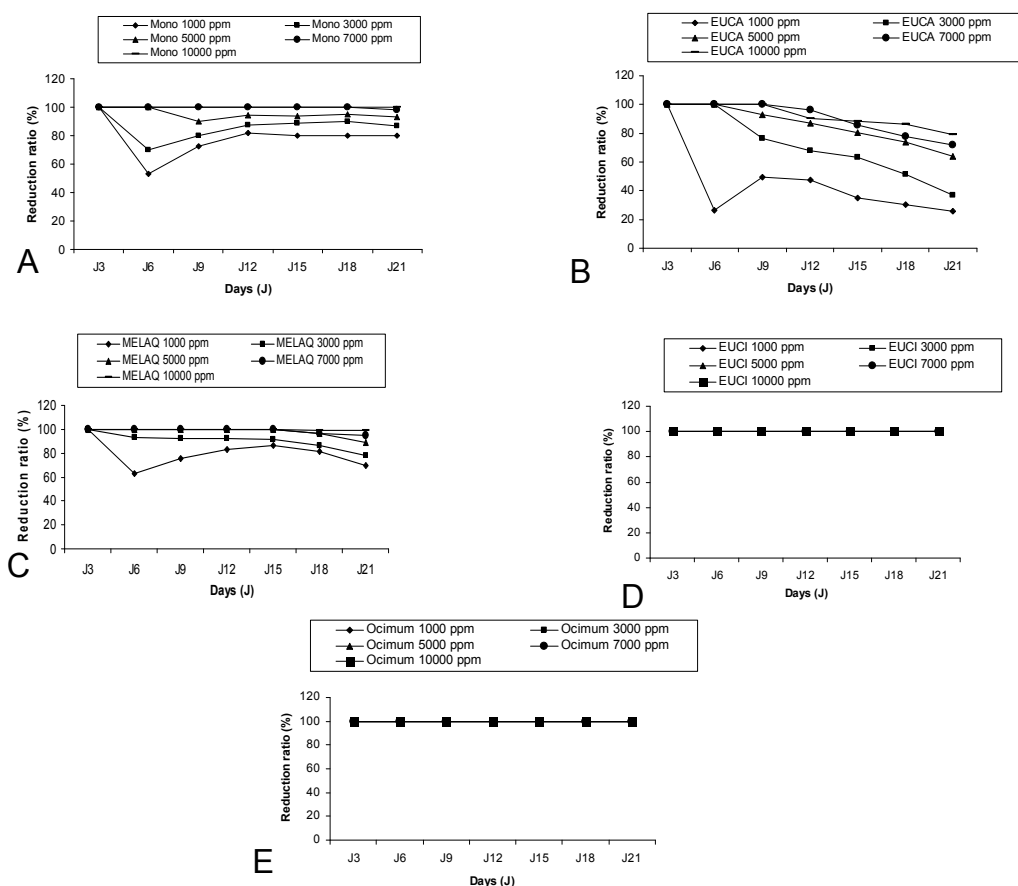 Mono 1000 ppm Mono 3000 ppm
Mono 5000 ppm Mono 7000 ppm
Mono 10000 ppm
120
100
80
60
40
20
0
Reduction ratio (%)
J3 J6 J9 J12 J15 J18 J21
Days (J)
A
EUCA 1000 ppm EUCA 3000 ppm
EUCA 5000 ppm EUCA 7000 ppm
EUCA 10000 ppm
120
100
80
60
40
20
0
Reduction ratio (%)
J3 J6 J9 J12 J15 J18 J21
Days (J)
B
MELAQ 1000 ppm MELAQ 3000 ppm
MELAQ 5000 ppm MELAQ 7000 ppm
MELAQ 10000 ppm
120
100
80
60
40
20
0
Reduction ratio (%)
J3 J6 J9 J12 J15 J18 J21
Days (J)
C
EUCI 1000 ppm EUCI 3000 ppm
EUCI 5000 ppm EUCI 7000 ppm
EUCI 10000 ppm
120
100
80
60
40
20
0
Reduction ratio (%)
J3 J6 J9 J12 J15 J18 J21
Days (J)
D
Ocimum 1000 ppm Ocimum 3000 ppm
Ocimum 5000 ppm Ocimum 7000 ppm
Ocimum 10000 ppm
120
100
80
60
40
20
0
Reduction ratio (%)
J3 J6 J9 J12 J15 J18 J21
Days (J)
E